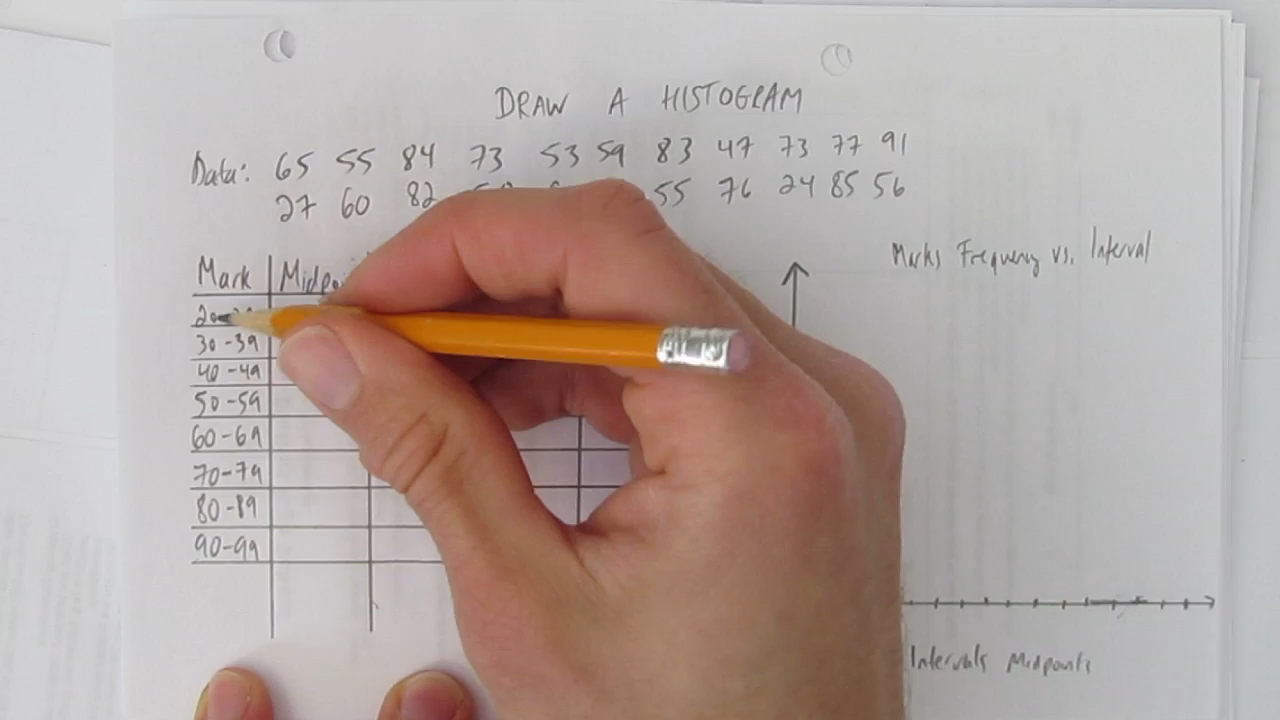 DRAW A HISTOGRAM
Data: 65 55 84 73 53 59 83 47 73 77 91
27 60 82 55 76 24 85 56
Marks Frequency vs. Interval
Mark
30-39
40-49
50-59
60-69
70-79
80-89
90-99
Intervals Midpoints